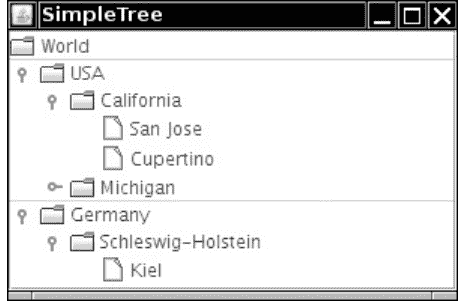 SimpleTree
World
USA
California
San Jose
Cupertino
Michigan
Germany
Schleswig-Holstein
Kiel